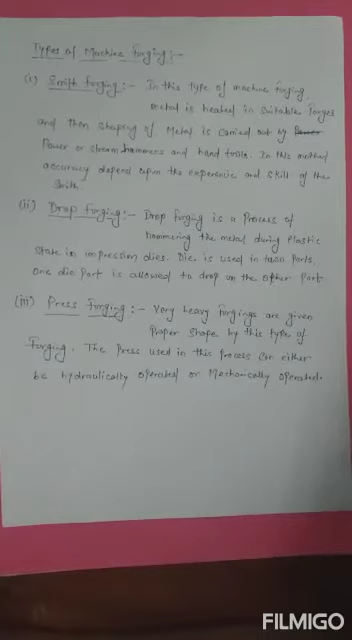 Types of Machine forging:-
(i) Smith forging:- In this type of machine forging
metal is heated in suitable forges
and then shaping of Metal is carried out by Power
Power or stream hammers and hand tools. In this method
accuracy depend upon the experience and skill of the
Smith.
(ii) Drop Forging:- Drop forging is a process of
hammering the metal during plastic
State in impression dies. Die is used in two parts.
One die part is allowed to drop on the other part
(iii) Press Forging:- Very heavy forgings are given
Proper shape by this type of
forging. The Press used in this process can either
be hydraulically operated or Mechanically operated.
FILMIGO